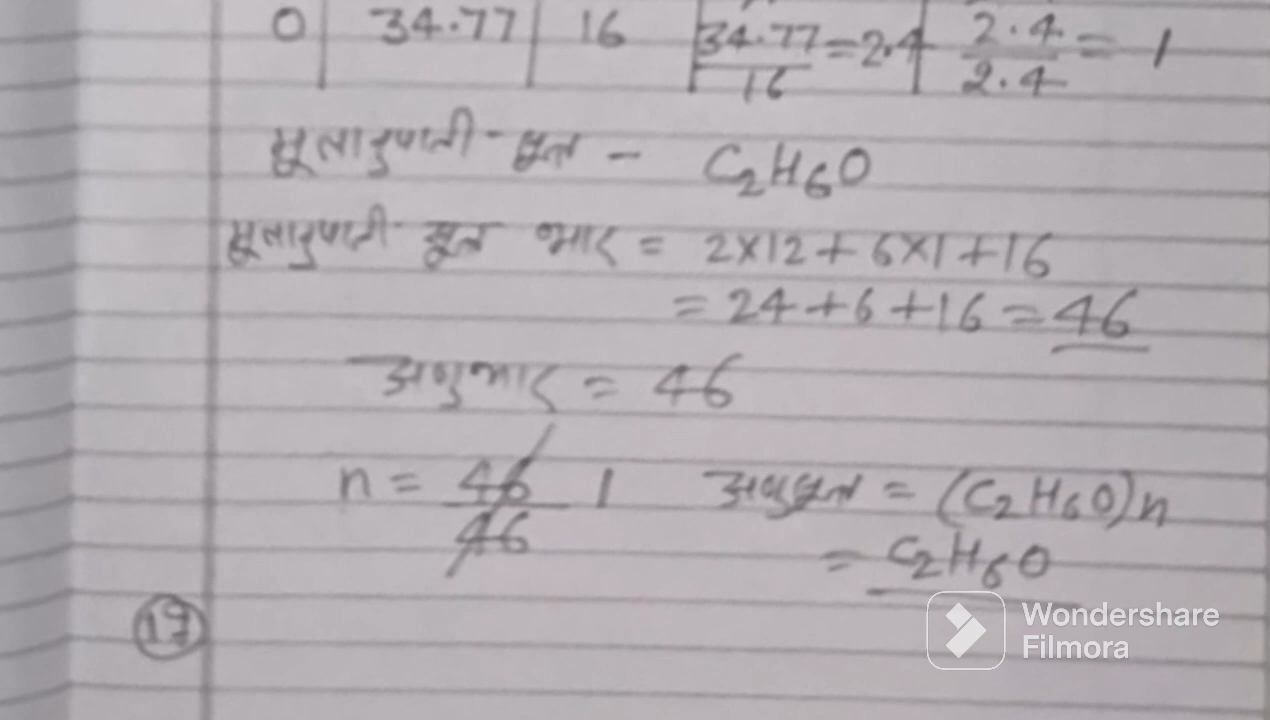 O 34.77 16 34.77/16 = 2.4 2.4/2.4 = 1
मूलानुपाती-सूत्र - C₂H₆O
मूलानुपाती सूत्र भार = 2×12 + 6×1 + 16
= 24 + 6 + 16 = 46
अणुभार = 46
n = 46/46 1 अणुसूत्र = (C₂H₆O)n
= C₂H₆O
17
Wondershare
Filmora